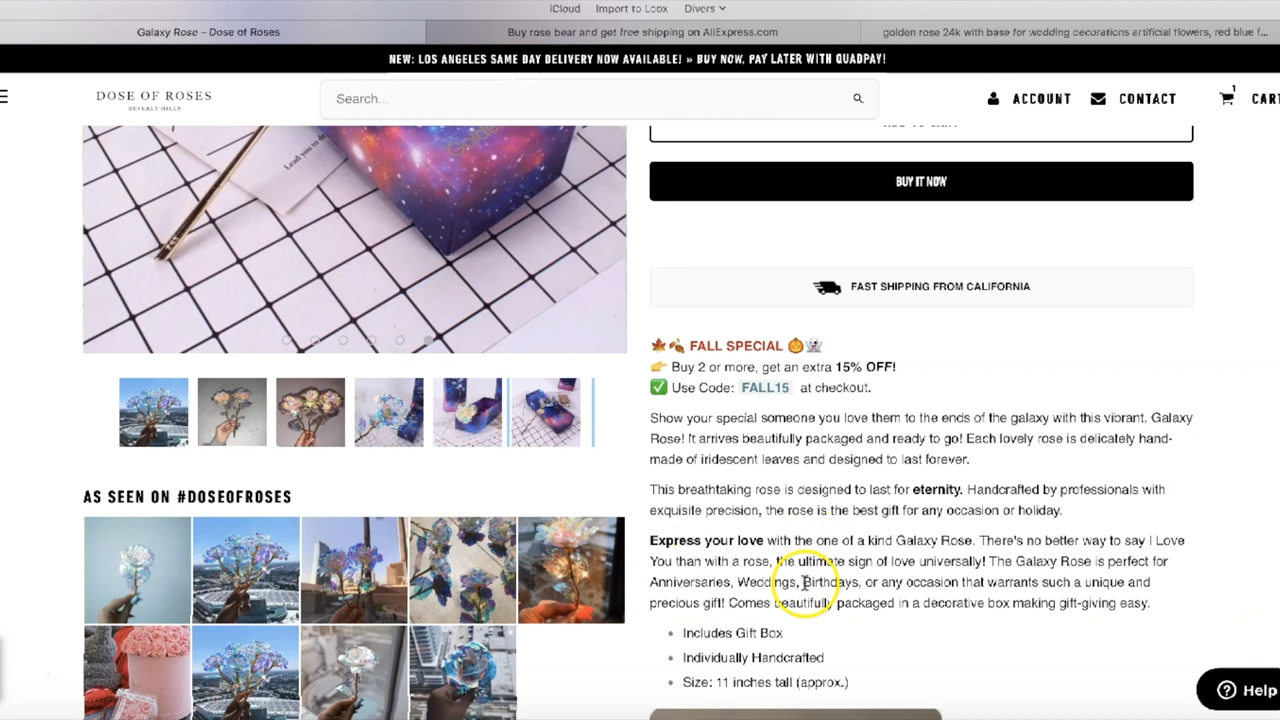 iCloud Import to Loox Divers
Galaxy Rose – Dose of Roses
Buy rose bear and get free shipping on AliExpress.com
golden rose 24k with base for wedding decorations artificial flowers, red blue f...
NEW: LOS ANGELES SAME DAY DELIVERY NOW AVAILABLE! » BUY NOW, PAY LATER WITH QUADPAY!
DOSE OF ROSES
BEVERLY HILLS
Search...
ACCOUNT
CONTACT
1
CART
Golden
Lead you to
BUY IT NOW
FAST SHIPPING FROM CALIFORNIA
FALL SPECIAL
Buy 2 or more, get an extra 15% OFF!
Use Code: FALL15 at checkout.
Show your special someone you love them to the ends of the galaxy with this vibrant, Galaxy
Rose! It arrives beautifully packaged and ready to go! Each lovely rose is delicately hand-
made of iridescent leaves and designed to last forever.
This breathtaking rose is designed to last for eternity. Handcrafted by professionals with
exquisite precision, the rose is the best gift for any occasion or holiday.
Express your love with the one of a kind Galaxy Rose. There's no better way to say I Love
You than with a rose, the ultimate sign of love universally! The Galaxy Rose is perfect for
Anniversaries, Weddings, Birthdays, or any occasion that warrants such a unique and
precious gift! Comes beautifully packaged in a decorative box making gift-giving easy.
Includes Gift Box
Individually Handcrafted
Size: 11 inches tall (approx.)
AS SEEN ON #DOSEOFROSES
Help